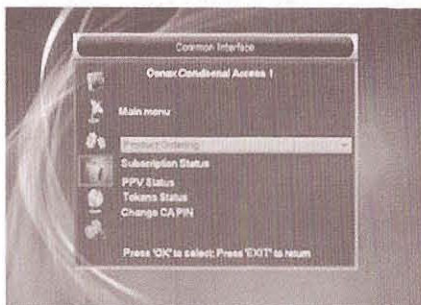 Common Interface
Conax Conditional Access 1
Main menu
Product Ordering
Subscription Status
PPV Status
Tokens Status
Change CA PIN
Press 'OK' to select; Press 'EXIT' to return